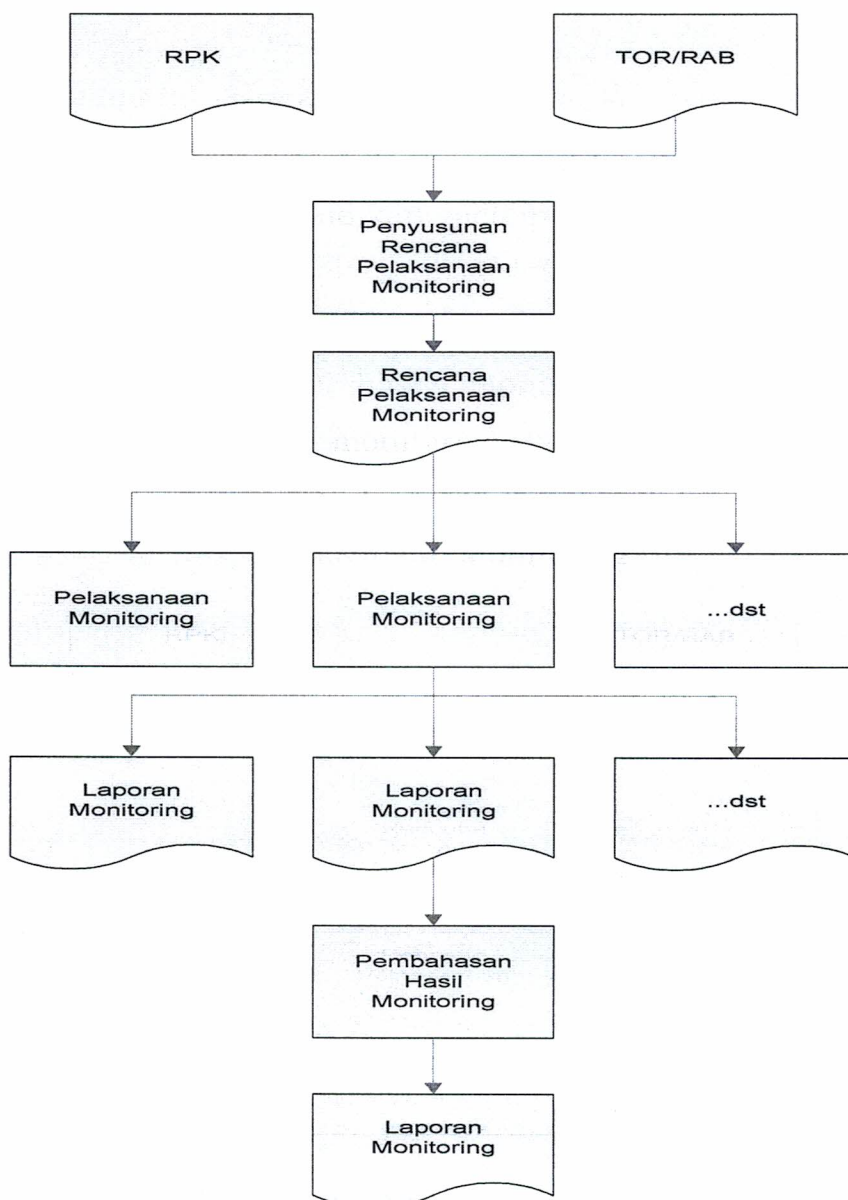 RPK
TOR/RAB
Penyusunan
Rencana
Pelaksanaan
Monitoring
Rencana
Pelaksanaan
Monitoring
Pelaksanaan
Monitoring
Pelaksanaan
Monitoring
...dst
Laporan
Monitoring
Laporan
Monitoring
...dst
Pembahasan
Hasil
Monitoring
Laporan
Monitoring